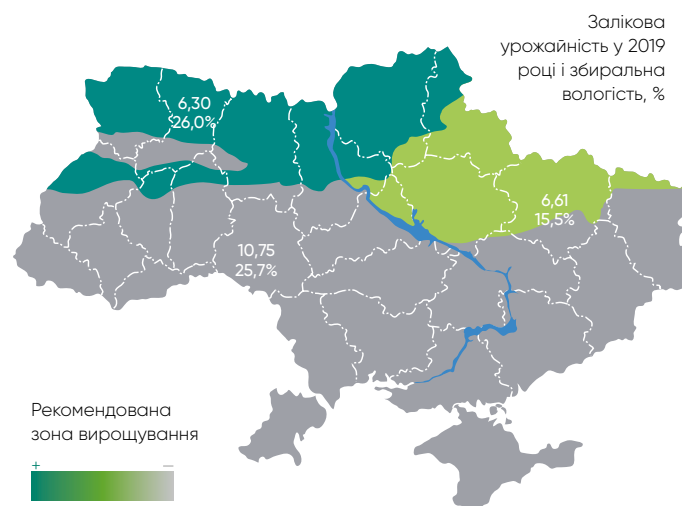 Залікова
урожайність у 2019
році і збиральна
вологість, %
6,30
26,0%
6,61
15,5%
10,75
25,7%
Рекомендована
зона вирощування
+ —